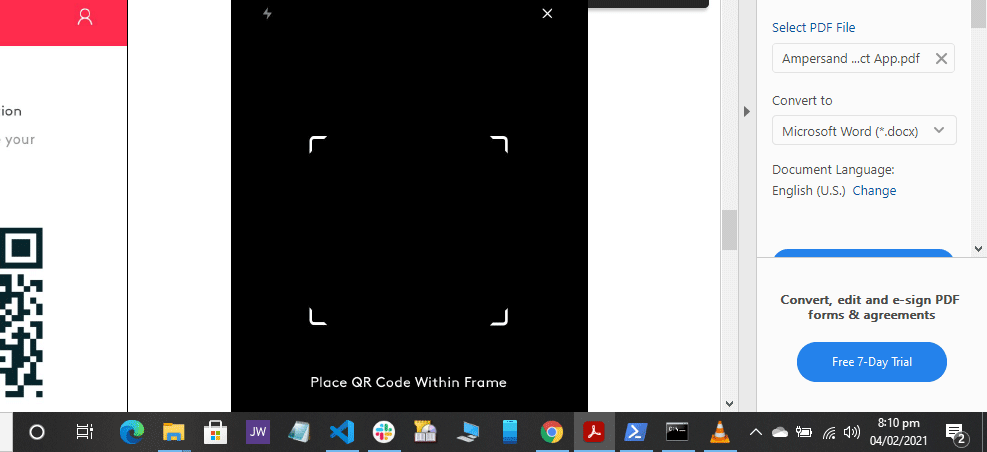 ion
your
Place QR Code Within Frame
Select PDF File
Ampersand ...ct App.pdf
Convert to
Microsoft Word (*.docx)
Document Language:
English (U.S.) Change
Convert, edit and e-sign PDF
forms & agreements
Free 7-Day Trial
JW
8:10 pm
04/02/2021
2